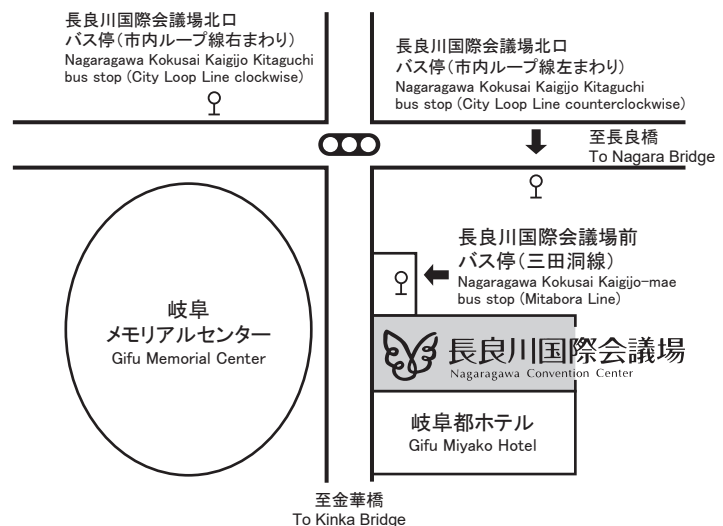 長良川国際会議場北口
バス停(市内ループ線右まわり)
Nagaragawa Kokusai Kaigijo Kitaguchi
bus stop (City Loop Line clockwise)
長良川国際会議場北口
バス停(市内ループ線左まわり)
Nagaragawa Kokusai Kaigijo Kitaguchi
bus stop (City Loop Line counterclockwise)
至長良橋
To Nagara Bridge
長良川国際会議場前
バス停(三田洞線)
Nagaragawa Kokusai Kaigijo-mae
bus stop (Mitabora Line)
岐阜
メモリアルセンター
Gifu Memorial Center
長良川国際会議場
Nagaragawa Convention Center
岐阜都ホテル
Gifu Miyako Hotel
至金華橋
To Kinka Bridge